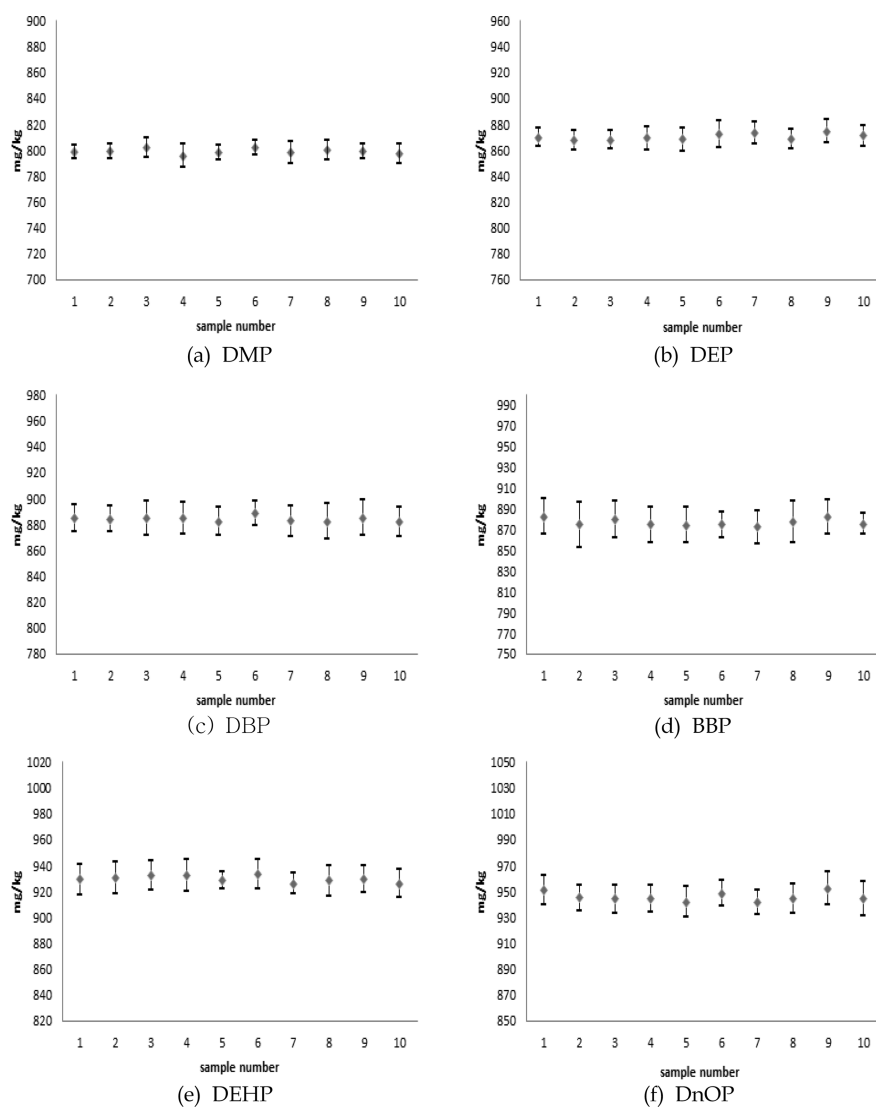 mg/kg
900
880
860
840
820
800
780
760
740
720
700
1 2 3 4 5 6 7 8 9 10
sample number
(a) DMP
mg/kg
960
940
920
900
880
860
840
820
800
780
760
1 2 3 4 5 6 7 8 9 10
sample number
(b) DEP
mg/kg
980
960
940
920
900
880
860
840
820
800
780
1 2 3 4 5 6 7 8 9 10
sample number
(c) DBP
mg/kg
990
970
950
930
910
890
870
850
830
810
790
770
750
1 2 3 4 5 6 7 8 9 10
sample number
(d) BBP
mg/kg
1020
1000
980
960
940
920
900
880
860
840
820
1 2 3 4 5 6 7 8 9 10
sample number
(e) DEHP
mg/kg
1050
1030
1010
990
970
950
930
910
890
870
850
1 2 3 4 5 6 7 8 9 10
sample number
(f) DnOP